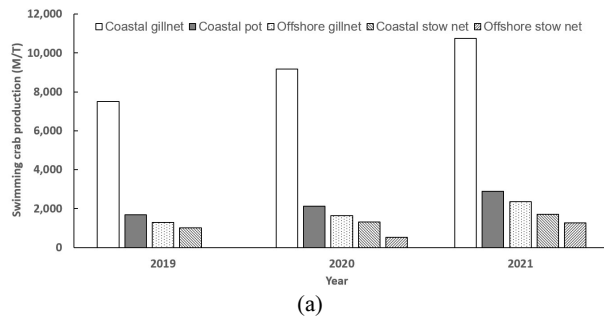 Coastal gillnet Coastal pot Offshore gillnet Coastal stow net Offshore stow net
Swimming crab production (M/T)
12,000
10,000
8,000
6,000
4,000
2,000
0
2019 2020 2021
Year
(a)